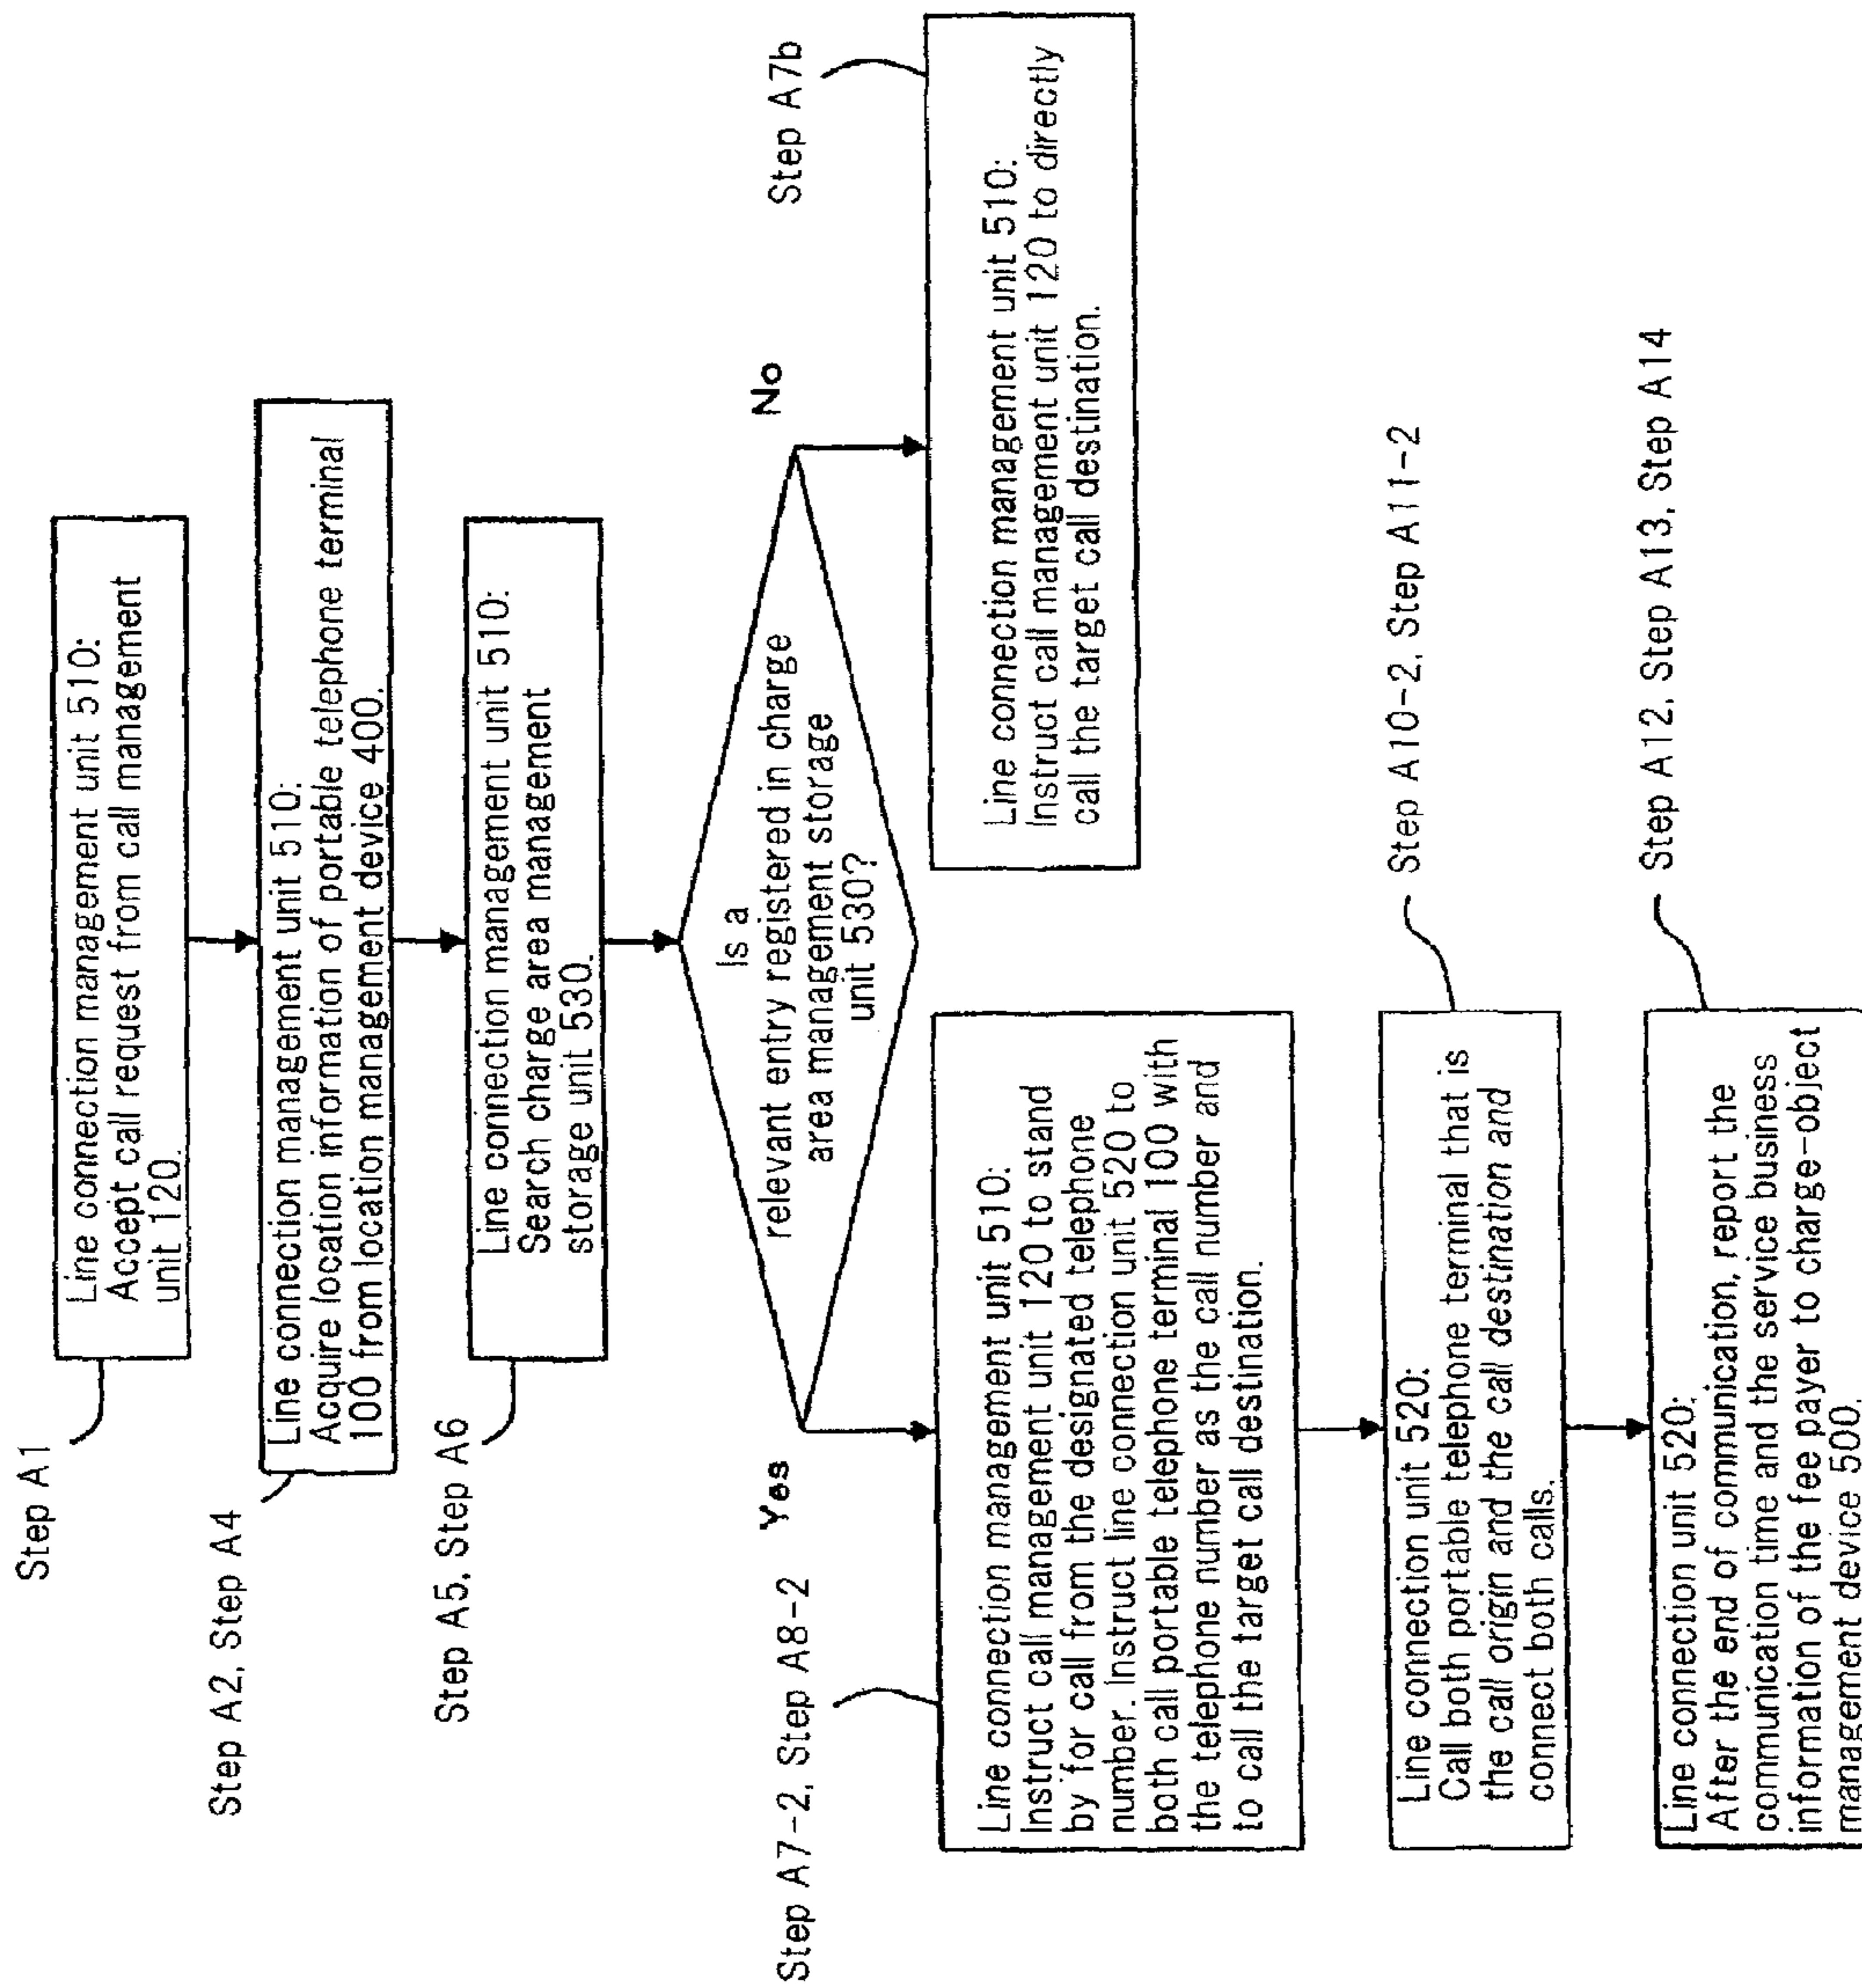 Step A1
Line connection management unit 510:
Accept call request from call management
unit 120.
Step A2, Step A4
Line connection management unit 510:
Acquire location information of portable telephone terminal
100 from location management device 400.
Step A5, Step A6
Line connection management unit 510:
Search charge area management
storage unit 530.
Is a
relevant entry registered in charge
area management storage
unit 530?
Yes
No
Step A7-2, Step A8-2
Line connection management unit 510:
Instruct call management unit 120 to stand
by for call from the designated telephone
number. Instruct line connection unit 520 to
both call portable telephone terminal 100 with
the telephone number as the call number and
to call the target call destination.
Step A7b
Line connection management unit 510:
Instruct call management unit 120 to directly
call the target call destination.
Step A10-2, Step A11-2
Line connection unit 520:
Call both portable telephone terminal that is
the call origin and the call destination and
connect both calls.
Step A12, Step A13, Step A14
Line connection unit 520:
After the end of communication, report the
communication time and the service business
information of the fee payer to charge-object
management device 500.